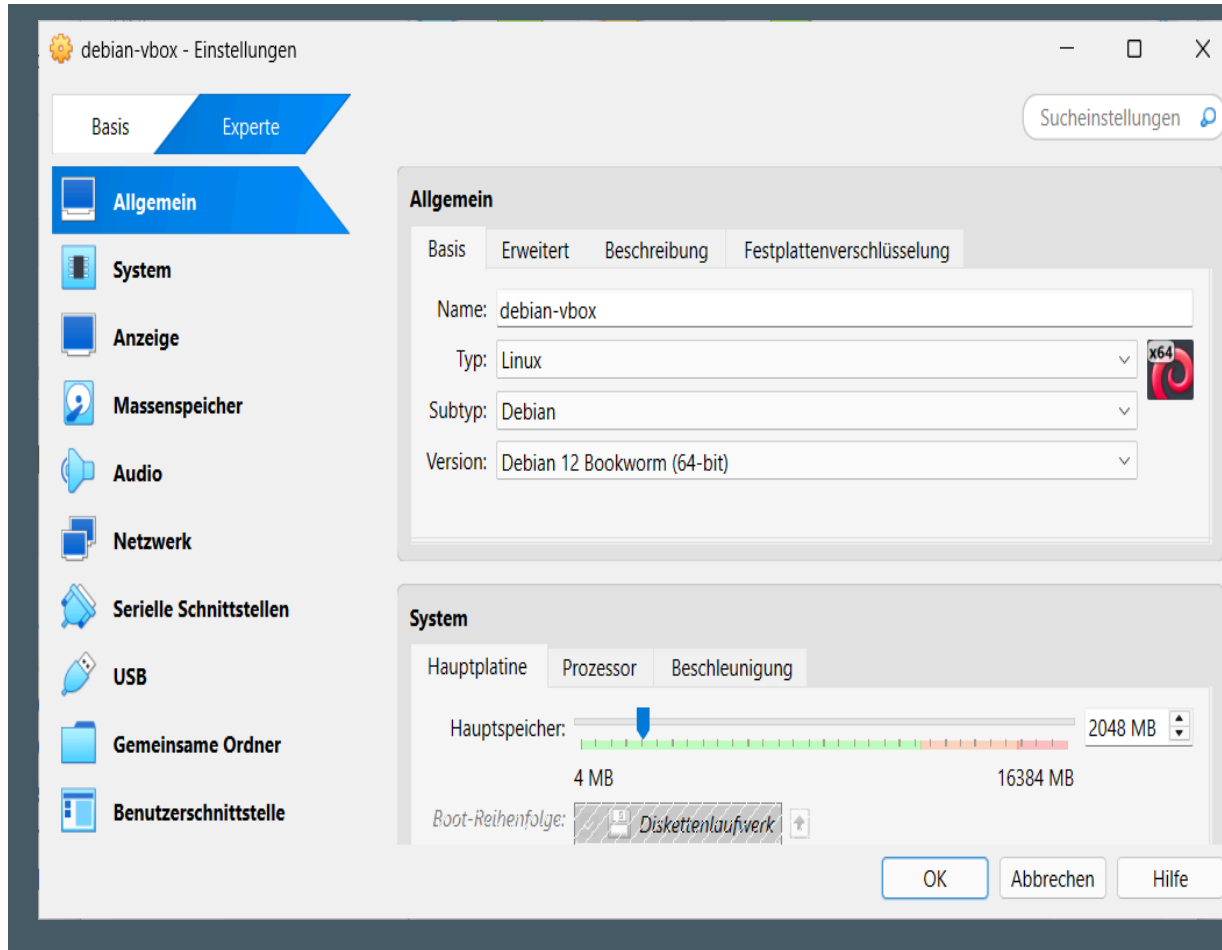 debian-vbox - Einstellungen
Basis
Experte
Sucheinstellungen
Allgemein
System
Anzeige
Massenspeicher
Audio
Netzwerk
Serielle Schnittstellen
USB
Gemeinsame Ordner
Benutzerschnittstelle
Allgemein
Basis Erweitert Beschreibung Festplattenverschlüsselung
Name: debian-vbox
Typ: Linux
x64
Subtyp: Debian
Version: Debian 12 Bookworm (64-bit)
System
Hauptplatine Prozessor Beschleunigung
Hauptspeicher: 2048 MB
4 MB 16384 MB
Boot-Reihenfolge: Diskettenlaufwerk
OK Abbrechen Hilfe